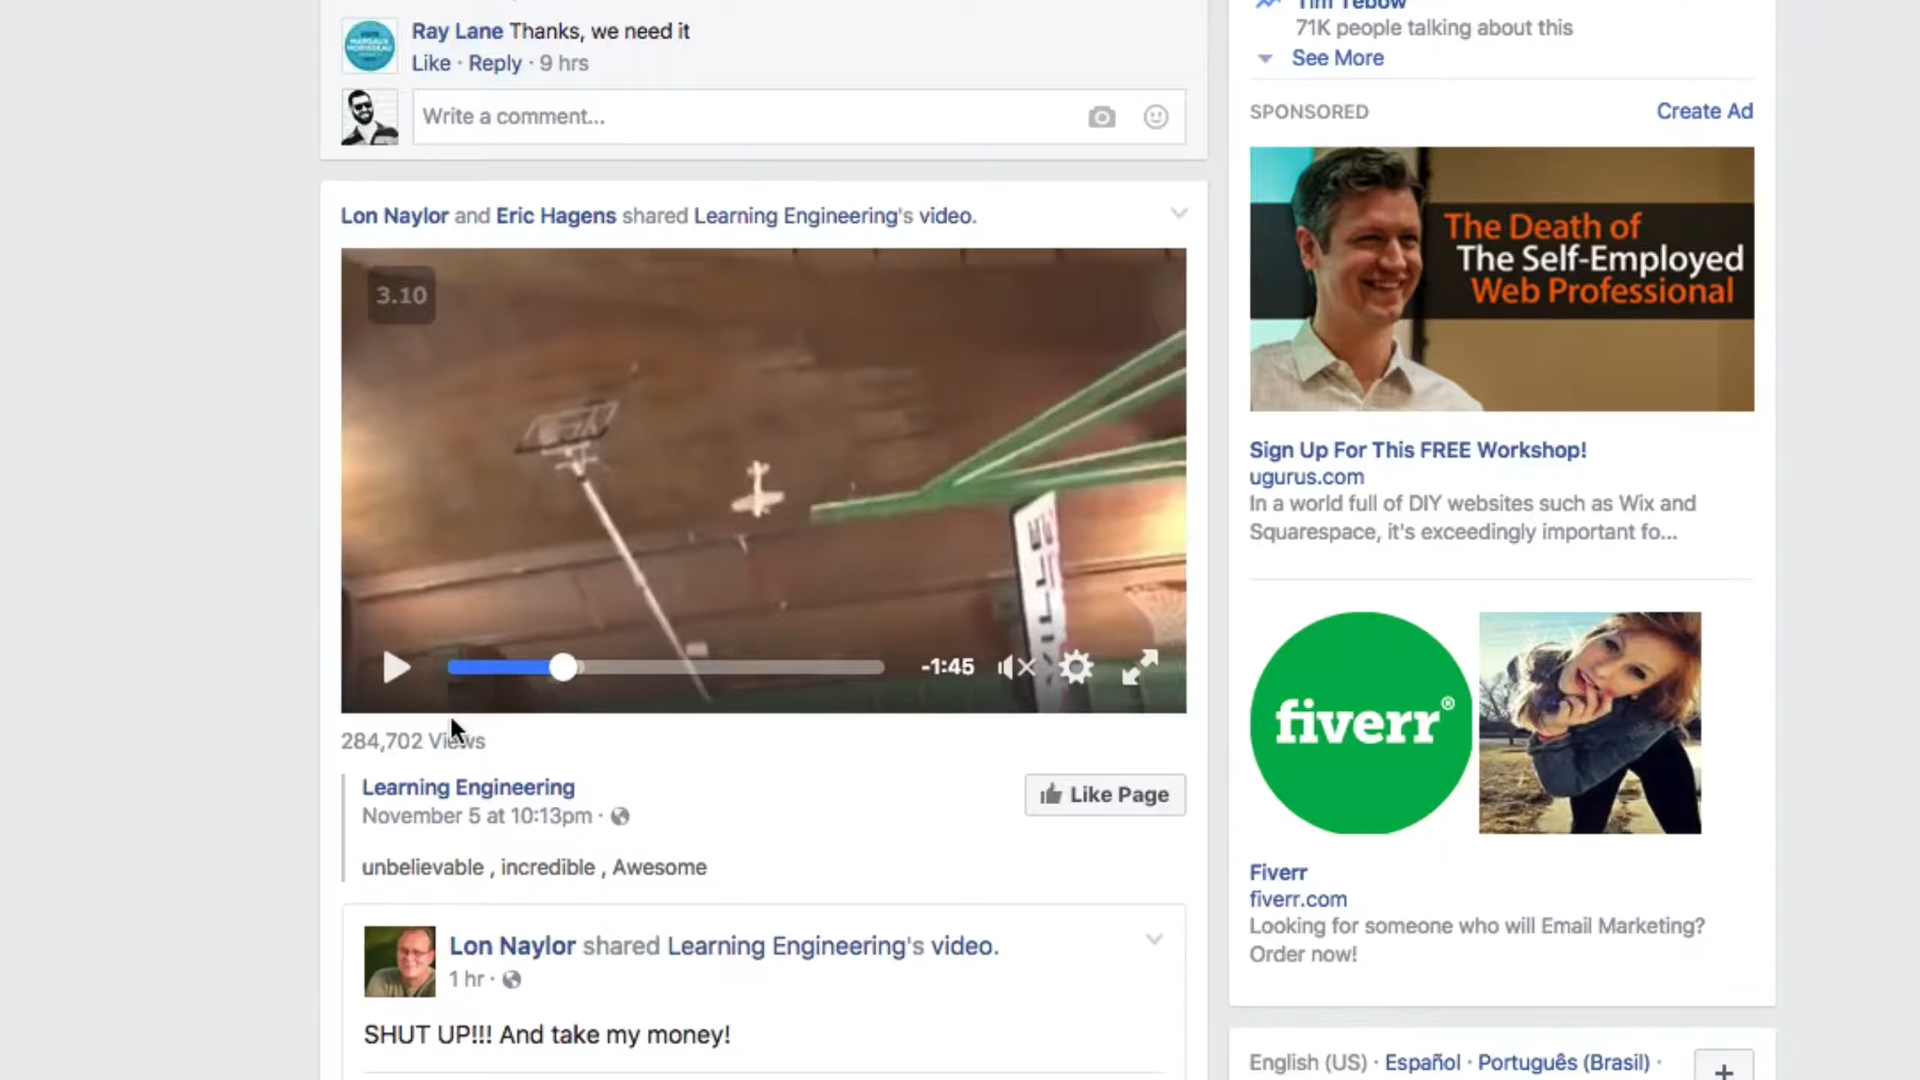 Ray Lane Thanks, we need it
Like · Reply · 9 hrs
Write a comment...
Lon Naylor and Eric Hagens shared Learning Engineering's video.
3.10
-1:45
284,702 Views
Learning Engineering
November 5 at 10:13pm ·
Like Page
unbelievable , incredible , Awesome
Lon Naylor shared Learning Engineering's video.
1 hr ·
SHUT UP!!! And take my money!
Tim Tebow
71K people talking about this
See More
SPONSORED
Create Ad
The Death of
The Self-Employed
Web Professional
Sign Up For This FREE Workshop!
ugurus.com
In a world full of DIY websites such as Wix and
Squarespace, it's exceedingly important fo...
fiverr®
Fiverr
fiverr.com
Looking for someone who will Email Marketing?
Order now!
English (US) · Español · Português (Brasil) ·
+